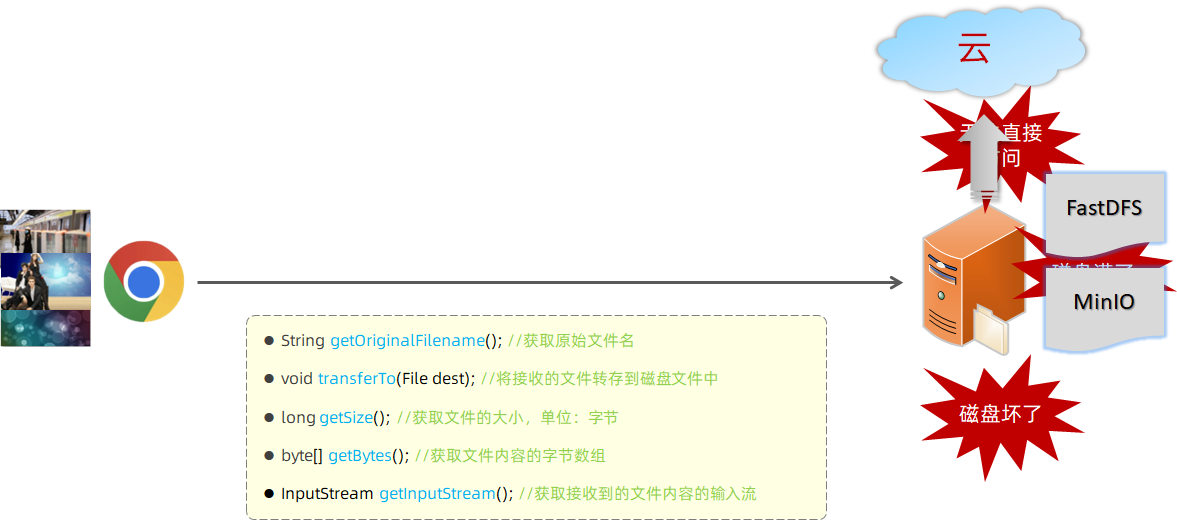 云
直接
问
FastDFS
MinIO
磁盘坏了
String getOriginalFilename(); //获取原始文件名
void transferTo(File dest); //将接收的文件转存到磁盘文件中
long getSize(); //获取文件的大小，单位：字节
byte[] getBytes(); //获取文件内容的字节数组
InputStream getInputStream(); //获取接收到的文件内容的输入流